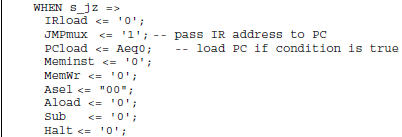 WHEN s_jz =>
IRload <= '0';
JMPmux <= '1'; -- pass IR address to PC
PCload <= Aeq0; -- load PC if condition is true
Meminst <= '0';
MemWr <= '0';
Asel <= "00";
Aload <= '0';
Sub <= '0';
Halt <= '0';